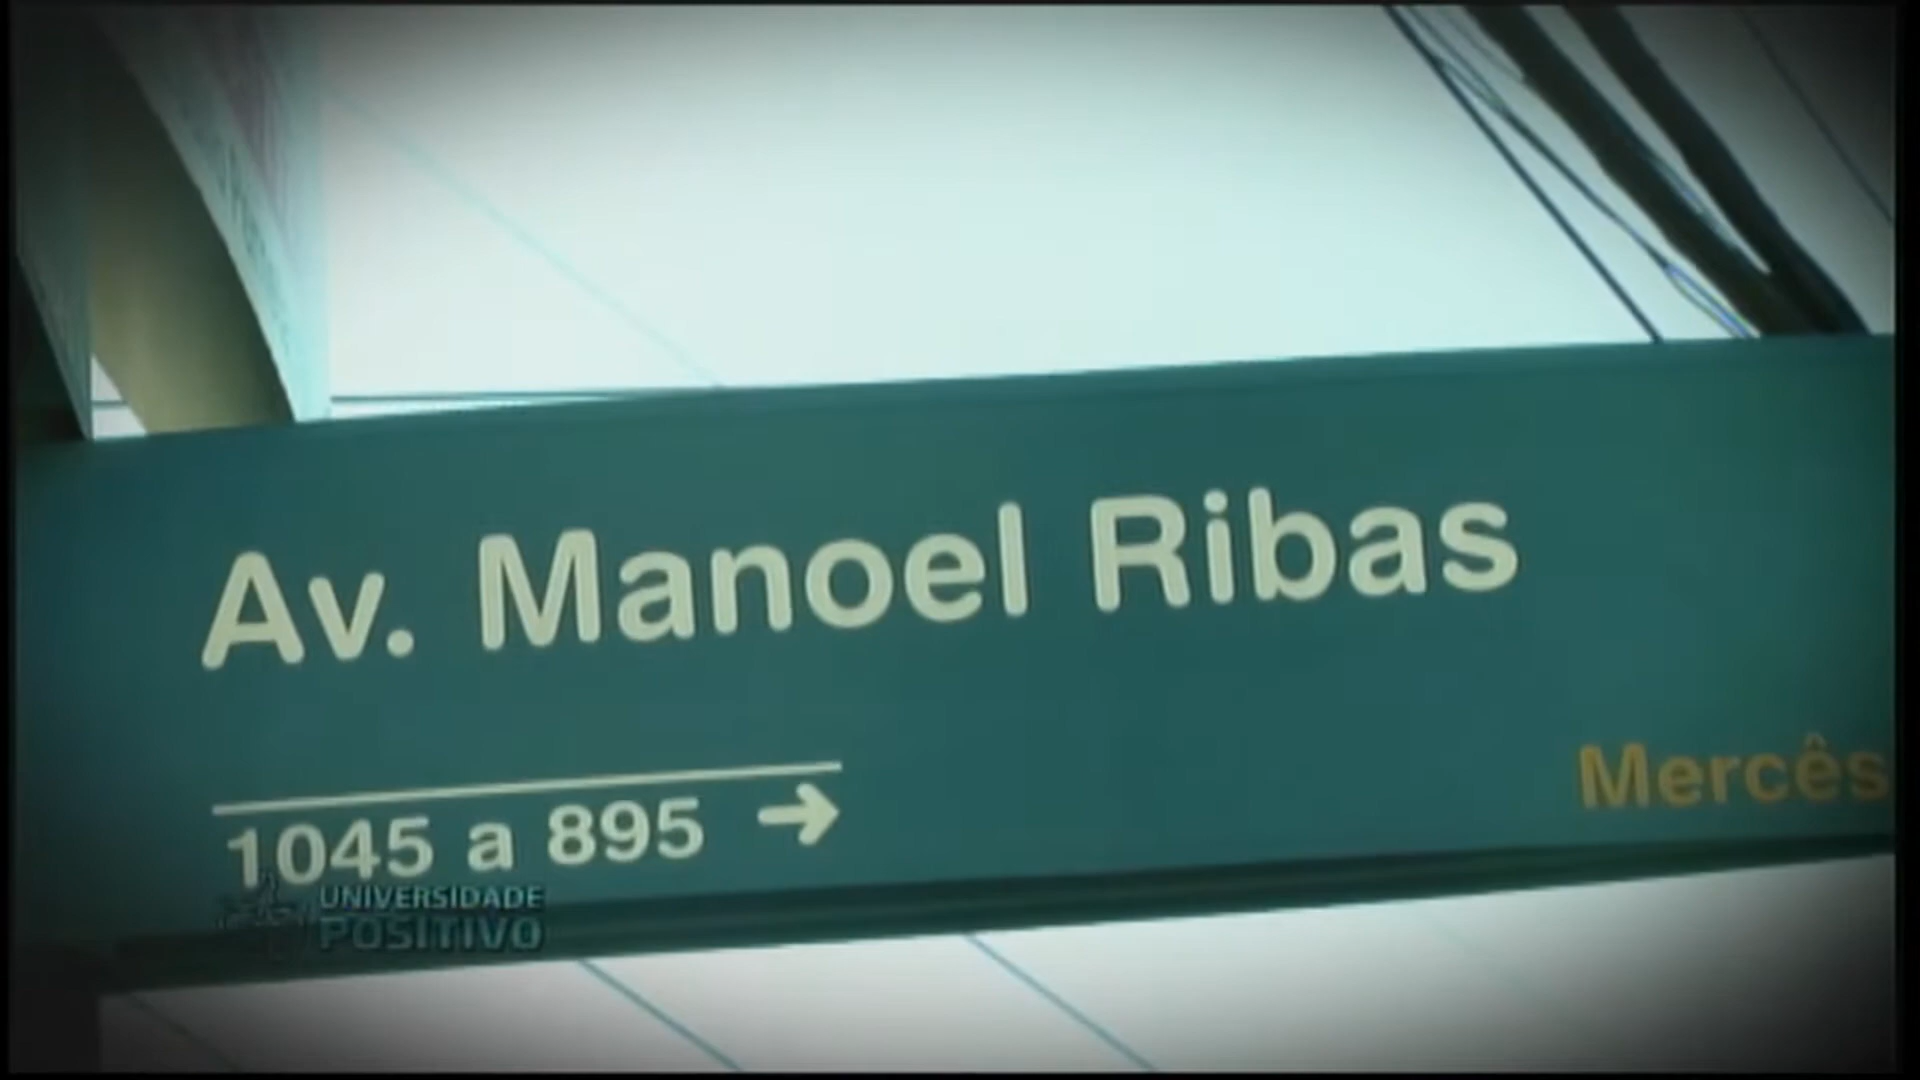 Av. Manoel Ribas
1045 a 895 →
Mercês
UNIVERSIDADE
POSITIVO